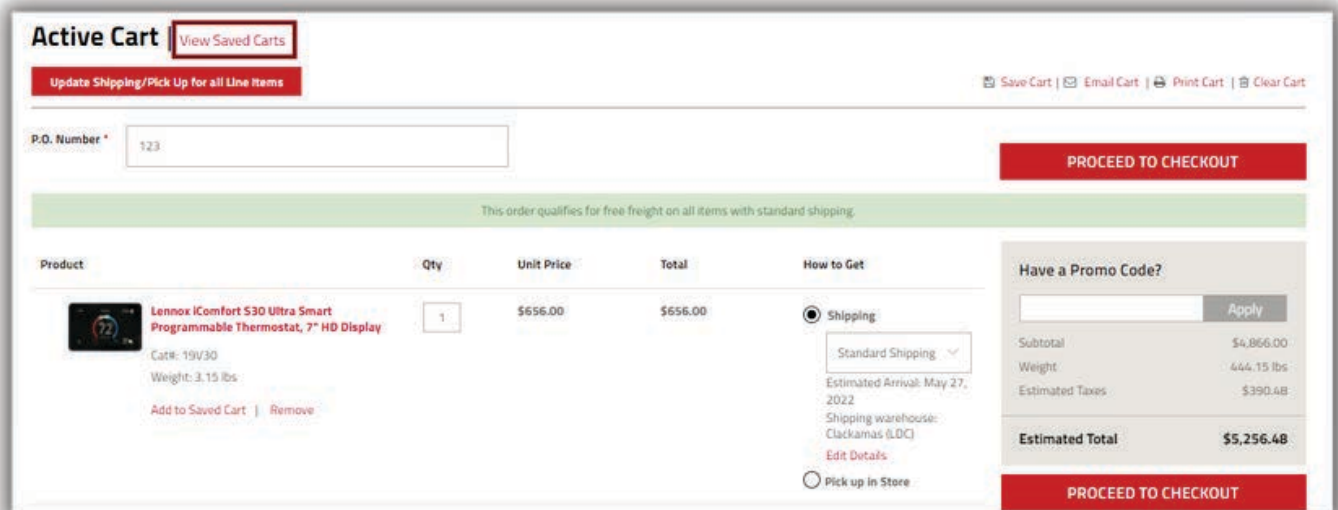 Active Cart | View Saved Carts
Update Shipping/Pick Up for all Line Items
Save Cart | Email Cart | Print Cart | Clear Cart
P.O. Number *
123
PROCEED TO CHECKOUT
This order qualifies for free freight on all items with standard shipping.
Product Qty Unit Price Total How to Get
72
Lennox iComfort S30 Ultra Smart
Programmable Thermostat, 7" HD Display
Cat#: 19V30
Weight: 3.15 lbs
Add to Saved Cart | Remove
1
$656.00
$656.00
Shipping
Standard Shipping
Estimated Arrival: May 27,
2022
Shipping warehouse:
Clackamas (LDC)
Edit Details
Pick up in Store
Have a Promo Code?
Apply
Subtotal $4,866.00
Weight 444.15 lbs
Estimated Taxes $390.48
Estimated Total $5,256.48
PROCEED TO CHECKOUT